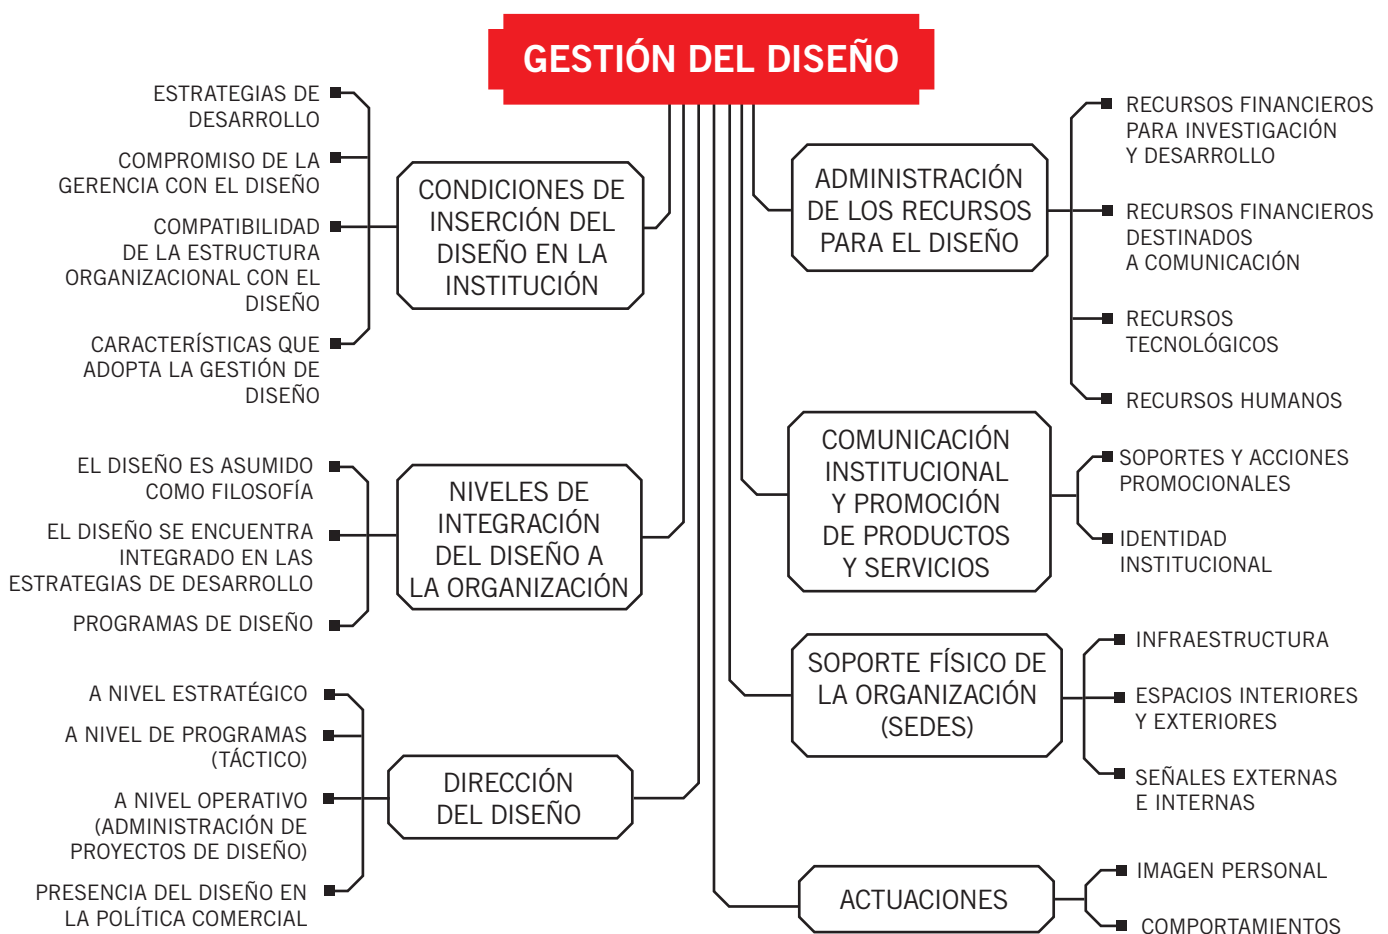 GESTIÓN DEL DISEÑO
ESTRATEGIAS DE
DESARROLLO
COMPROMISO DE LA
GERENCIA CON EL DISEÑO
COMPATIBILIDAD
DE LA ESTRUCTURA
ORGANIZACIONAL CON EL
DISEÑO
CARACTERÍSTICAS QUE
ADOPTA LA GESTIÓN DE
DISEÑO
CONDICIONES DE
INSERCIÓN DEL
DISEÑO EN LA
INSTITUCIÓN
EL DISEÑO ES ASUMIDO
COMO FILOSOFÍA
EL DISEÑO SE ENCUENTRA
INTEGRADO EN LAS
ESTRATEGIAS DE DESARROLLO
PROGRAMAS DE DISEÑO
NIVELES DE
INTEGRACIÓN
DEL DISEÑO A
LA ORGANIZACIÓN
A NIVEL ESTRATÉGICO
A NIVEL DE PROGRAMAS
(TÁCTICO)
A NIVEL OPERATIVO
(ADMINISTRACIÓN DE
PROYECTOS DE DISEÑO)
PRESENCIA DEL DISEÑO EN
LA POLÍTICA COMERCIAL
DIRECCIÓN
DEL DISEÑO
ADMINISTRACIÓN
DE LOS RECURSOS
PARA EL DISEÑO
RECURSOS FINANCIEROS
PARA INVESTIGACIÓN
Y DESARROLLO
RECURSOS FINANCIEROS
DESTINADOS
A COMUNICACIÓN
RECURSOS
TECNOLÓGICOS
RECURSOS HUMANOS
COMUNICACIÓN
INSTITUCIONAL
Y PROMOCIÓN
DE PRODUCTOS
Y SERVICIOS
SOPORTES Y ACCIONES
PROMOCIONALES
IDENTIDAD
INSTITUCIONAL
SOPORTE FÍSICO DE
LA ORGANIZACIÓN
(SEDES)
INFRAESTRUCTURA
ESPACIOS INTERIORES
Y EXTERIORES
SEÑALES EXTERNAS
E INTERNAS
ACTUACIONES
IMAGEN PERSONAL
COMPORTAMIENTOS